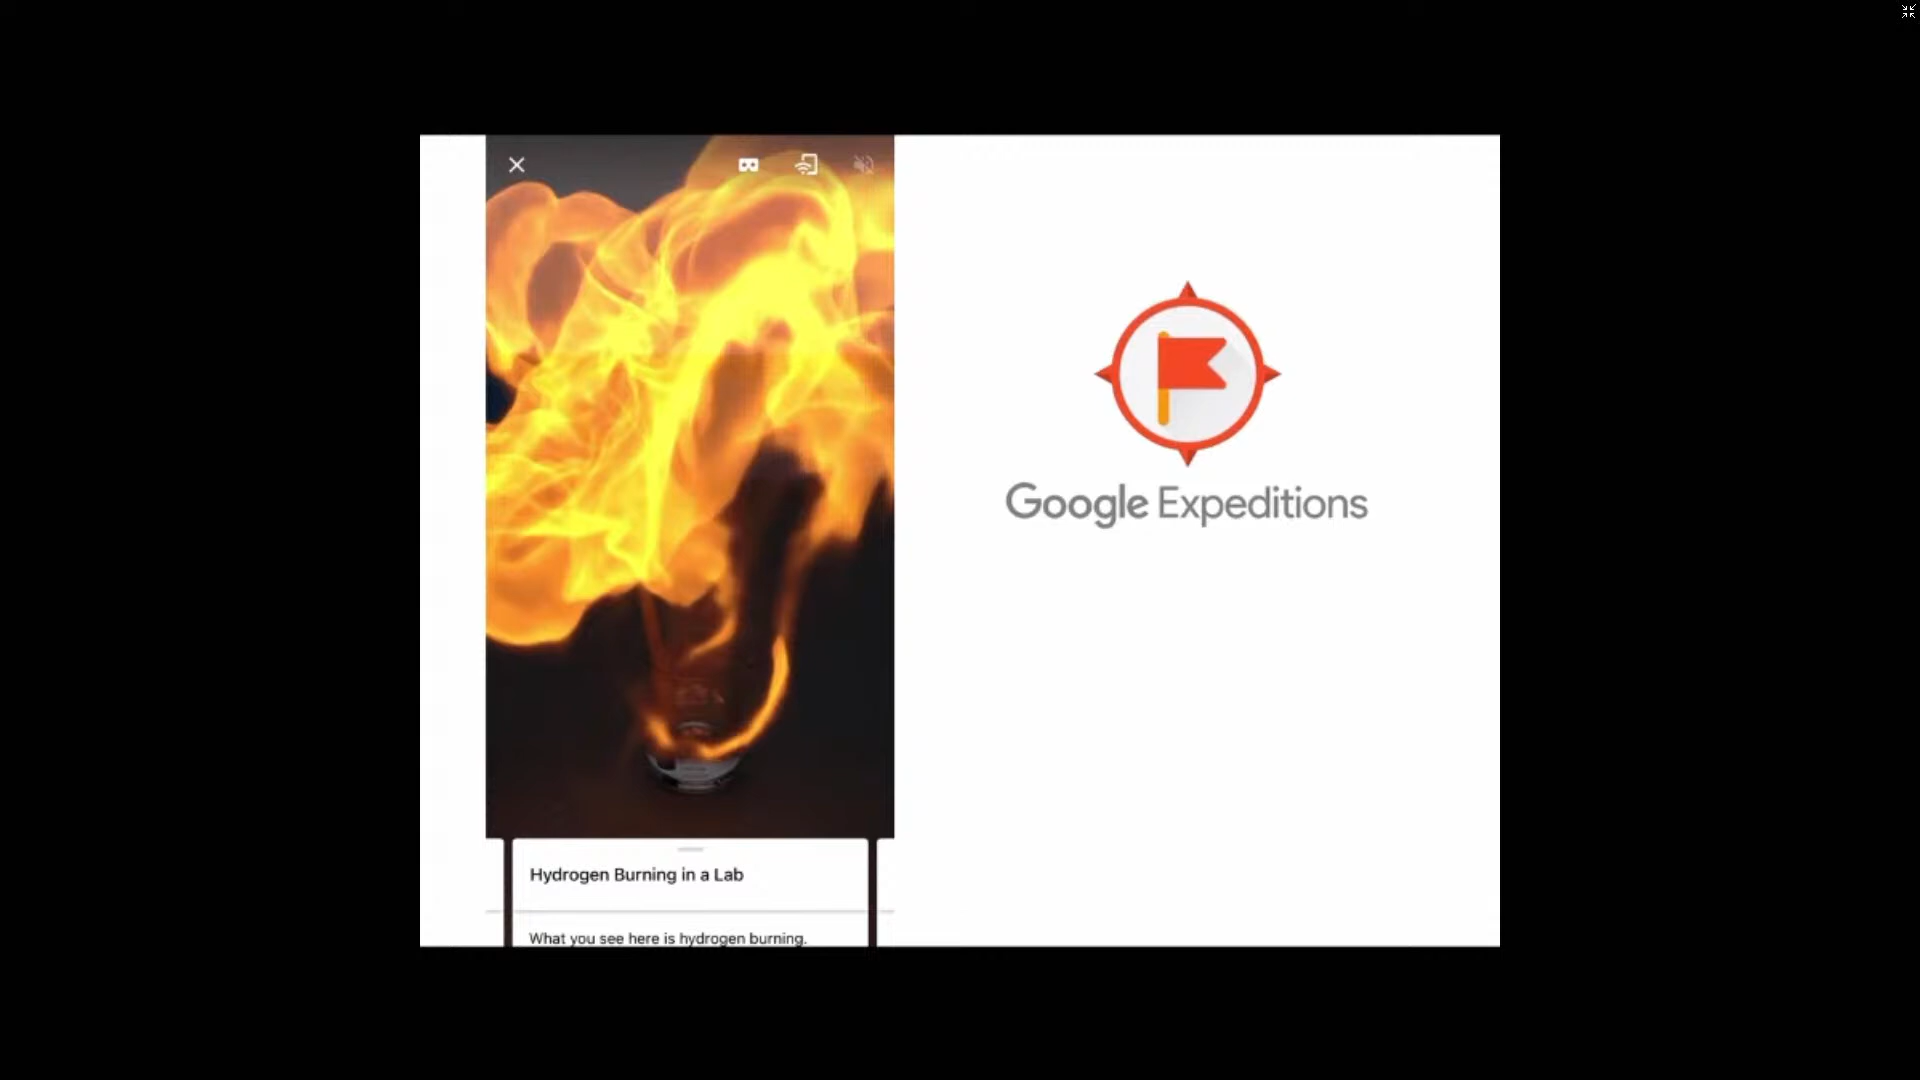 Hydrogen Burning in a Lab
What you see here is hydrogen burning.
Google Expeditions